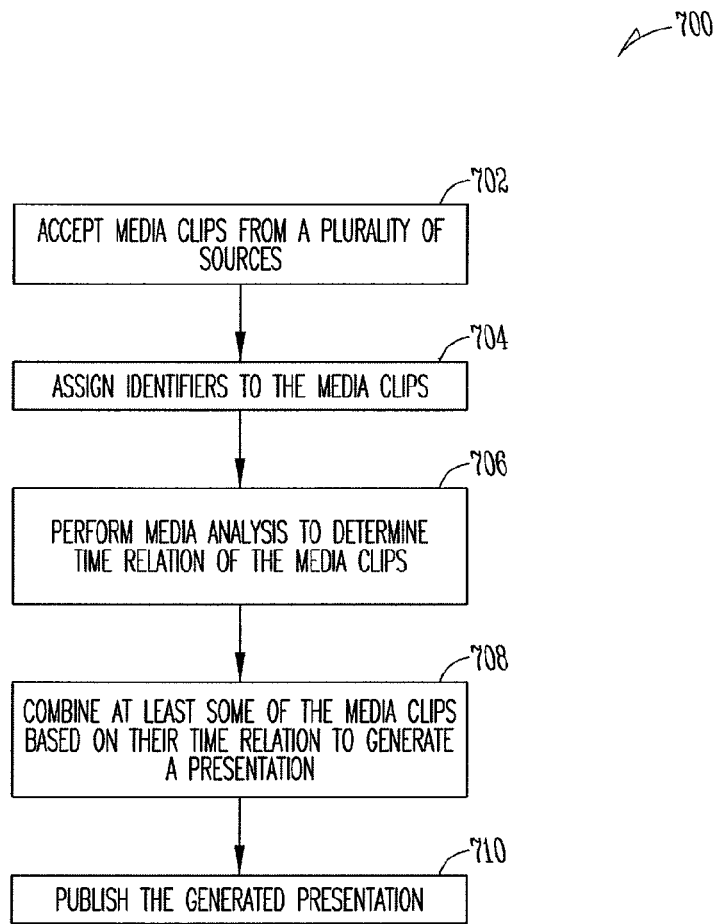 700
702
ACCEPT MEDIA CLIPS FROM A PLURALITY OF
SOURCES
704
ASSIGN IDENTIFIERS TO THE MEDIA CLIPS
706
PERFORM MEDIA ANALYSIS TO DETERMINE
TIME RELATION OF THE MEDIA CLIPS
708
COMBINE AT LEAST SOME OF THE MEDIA CLIPS
BASED ON THEIR TIME RELATION TO GENERATE
A PRESENTATION
710
PUBLISH THE GENERATED PRESENTATION